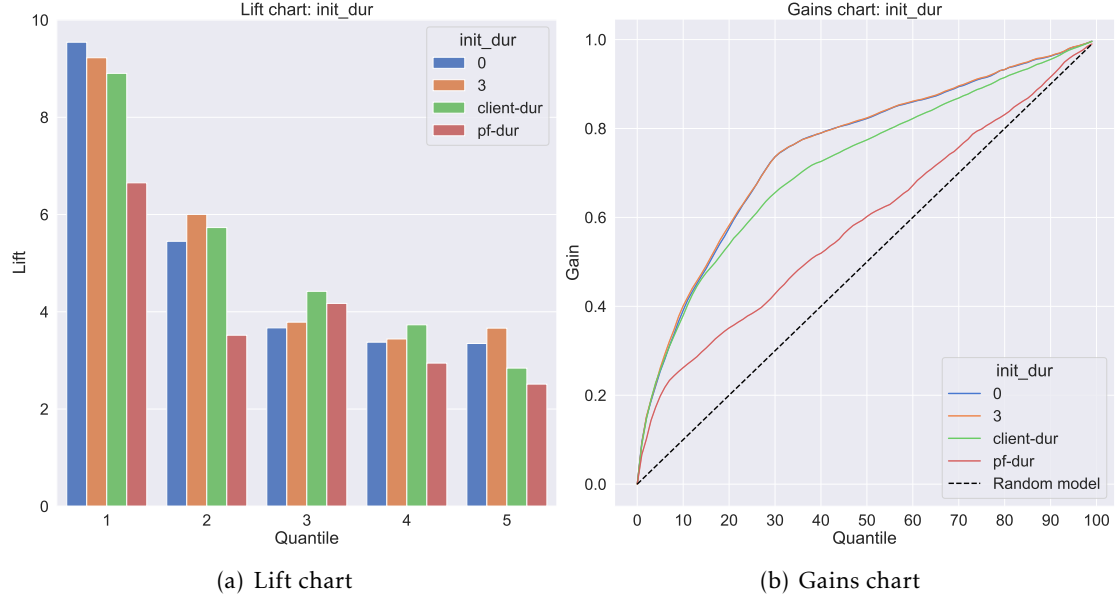 Lift chart: init_dur
10
8
6
4
2
0
Lift
1 2 3 4 5
Quantile
init_dur
0
3
client-dur
pf-dur
(a) Lift chart
Gains chart: init_dur
1.0
0.8
0.6
0.4
0.2
0.0
Gain
0 10 20 30 40 50 60 70 80 90 100
Quantile
init_dur
0
3
client-dur
pf-dur
Random model
(b) Gains chart